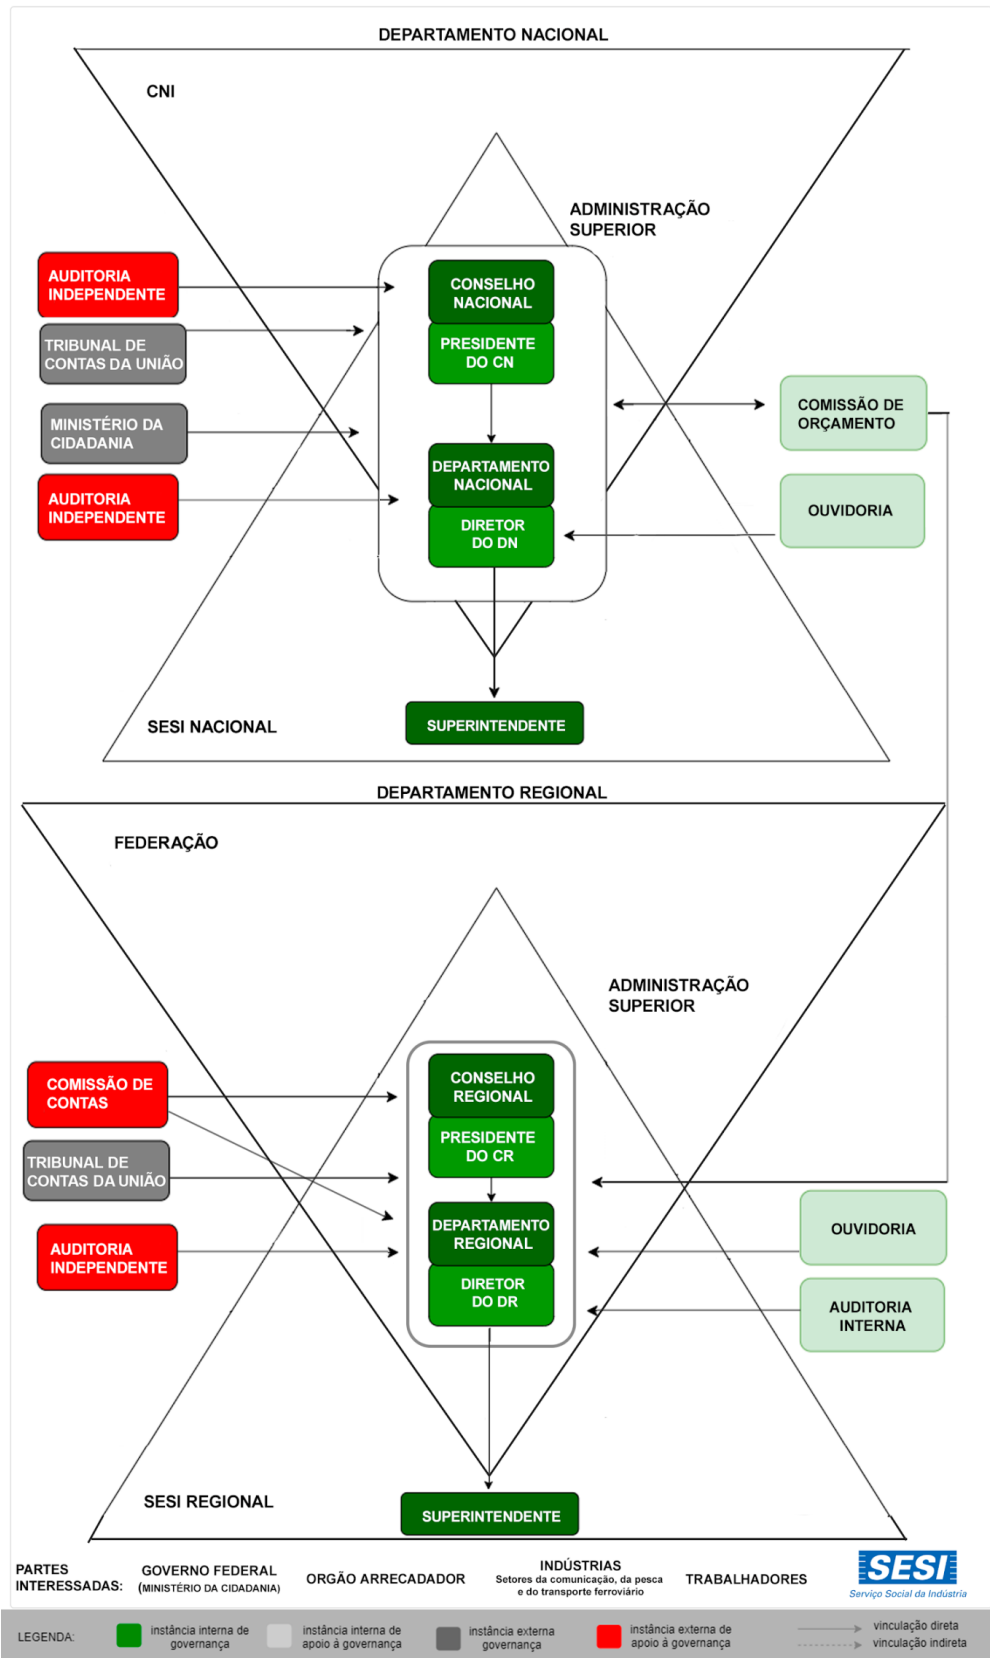 DEPARTAMENTO NACIONAL
CNI
ADMINISTRAÇÃO
SUPERIOR
AUDITORIA
INDEPENDENTE
CONSELHO
NACIONAL
TRIBUNAL DE
CONTAS DA UNIÃO
PRESIDENTE
DO CN
MINISTÉRIO DA
CIDADANIA
COMISSÃO DE
ORÇAMENTO
DEPARTAMENTO
NACIONAL
AUDITORIA
INDEPENDENTE
OUVIDORIA
DIRETOR
DO DN
SESI NACIONAL
SUPERINTENDENTE
DEPARTAMENTO REGIONAL
FEDERAÇÃO
ADMINISTRAÇÃO
SUPERIOR
COMISSÃO DE
CONTAS
CONSELHO
REGIONAL
PRESIDENTE
DO CR
TRIBUNAL DE
CONTAS DA UNIÃO
DEPARTAMENTO
REGIONAL
OUVIDORIA
AUDITORIA
INDEPENDENTE
DIRETOR
DO DR
AUDITORIA
INTERNA
SESI REGIONAL
SUPERINTENDENTE
PARTES
INTERESSADAS:
GOVERNO FEDERAL
(MINISTÉRIO DA CIDADANIA)
ORGÃO ARRECADADOR
INDÚSTRIAS
Setores da comunicação, da pesca
e do transporte ferroviário
TRABALHADORES
SESI
Serviço Social da Indústria
LEGENDA:
instância interna de
governança
instância interna de
apoio à governança
instância externa
governança
instância externa de
apoio à governança
vinculação direta
vinculação indireta